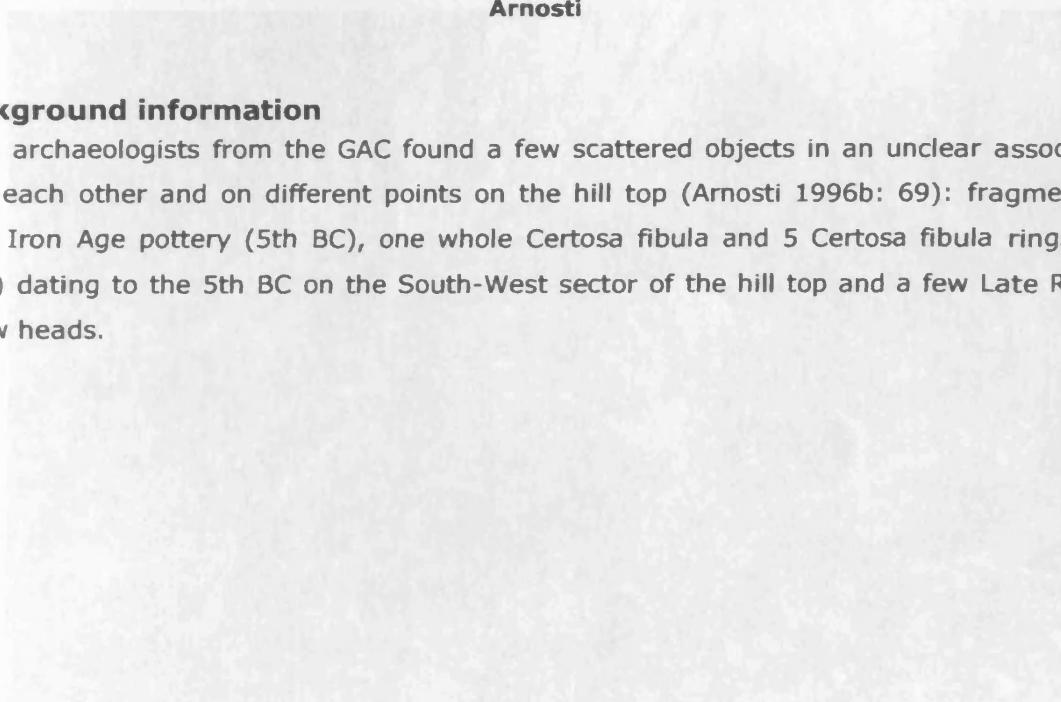 Arnosti
kground information
archaeologists from the GAC found a few scattered objects in an unclear assoc
each other and on different points on the hill top (Arnosti 1996b: 69): fragme
Iron Age pottery (5th BC), one whole Certosa fibula and 5 Certosa fibula ring
) dating to the 5th BC on the South-West sector of the hill top and a few Late R
w heads.